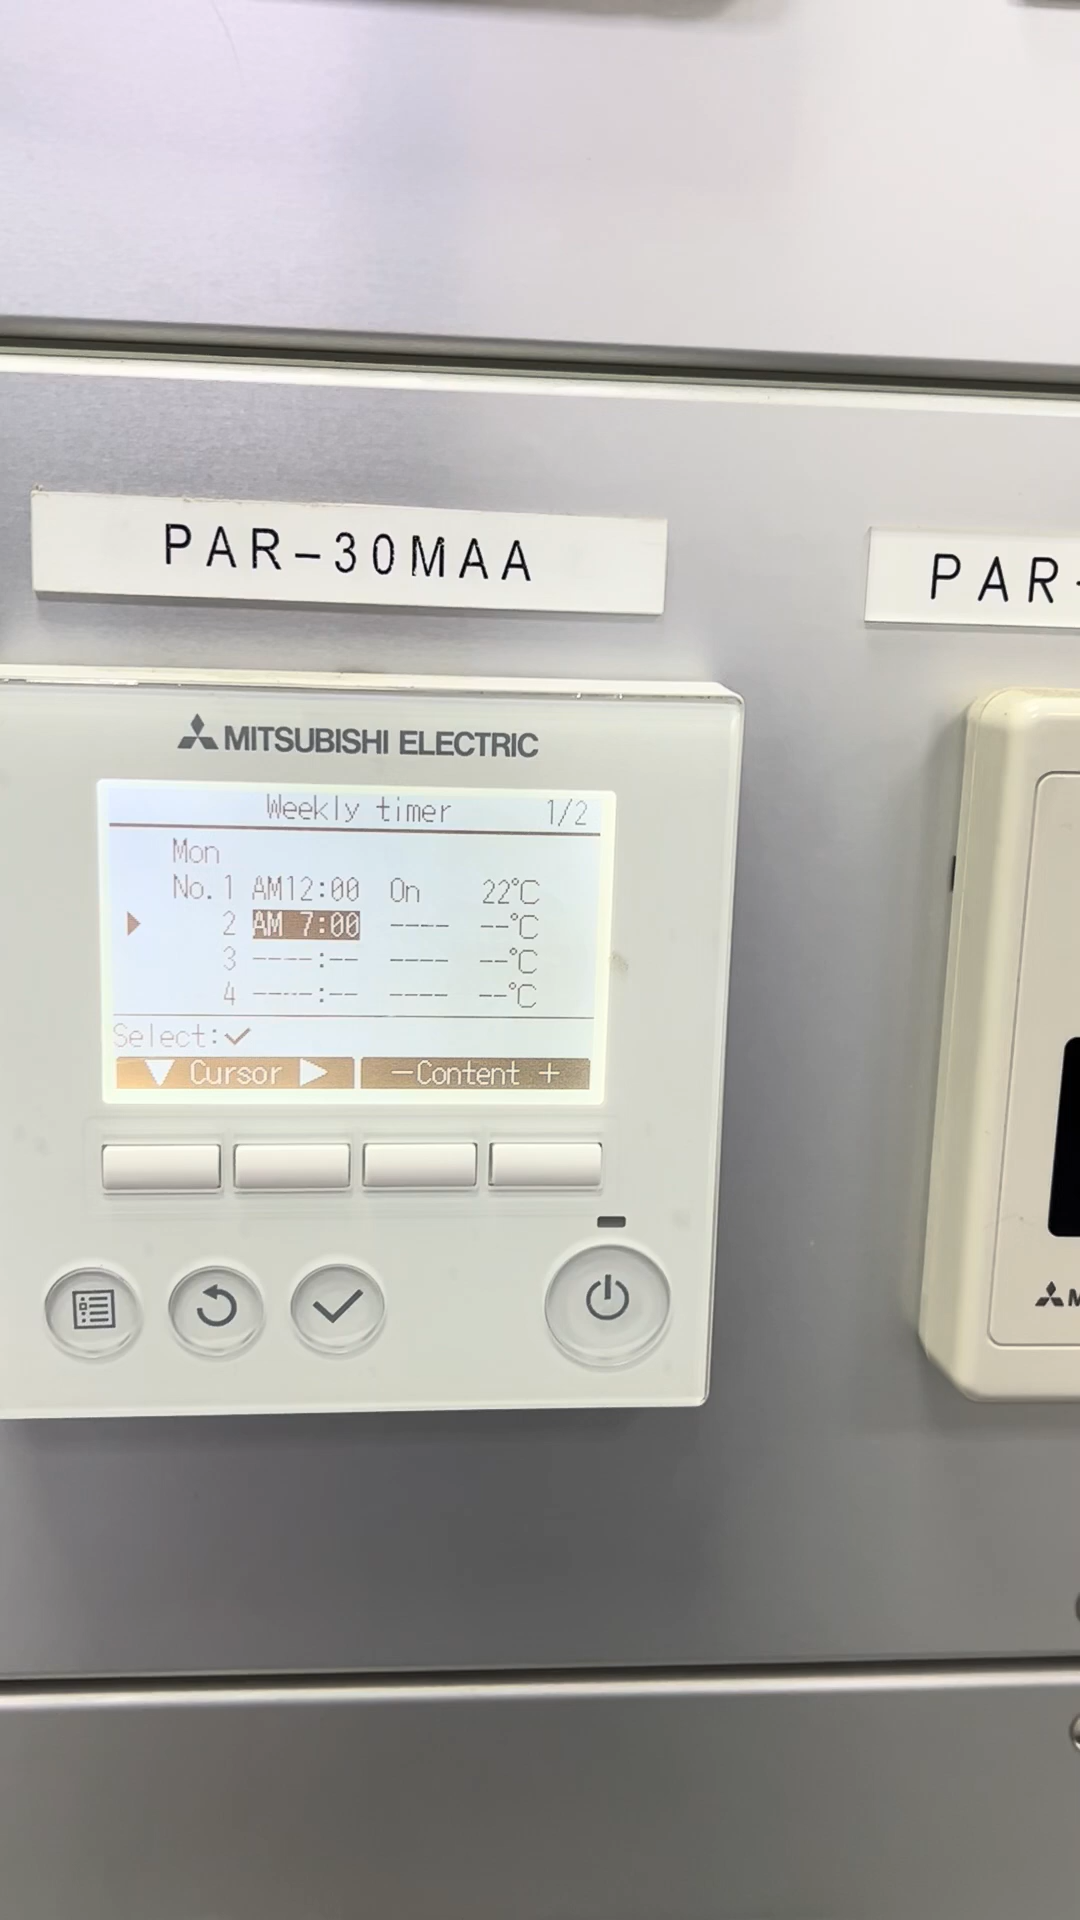 PAR-30MAA
PAR-
MITSUBISHI ELECTRIC
Weekly timer 1/2
Mon
No. 1 AM12:00 On 22℃
2 AM 7:00 ---- --℃
3 ----:-- ---- --℃
4 ----:-- ---- --℃
Select:✓
▼ Cursor ▶ −Content +